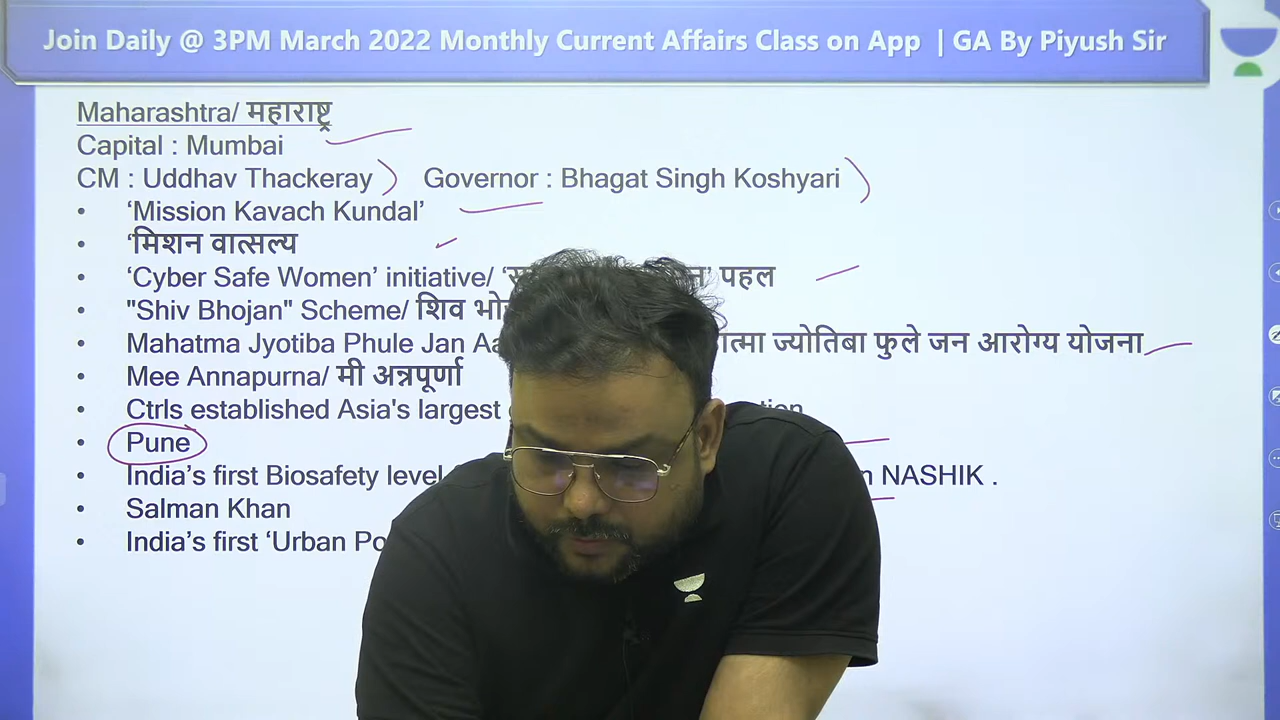 Join Daily @ 3PM March 2022 Monthly Current Affairs Class on App | GA By Piyush Sir
Maharashtra/ महाराष्ट्र
Capital : Mumbai
CM : Uddhav Thackeray Governor : Bhagat Singh Koshyari
• ‘Mission Kavach Kundal’
• ‘मिशन वात्सल्य
• ‘Cyber Safe Women’ initiative/ ‘ पहल
• "Shiv Bhojan" Scheme/ शिव
• Mahatma Jyotiba Phule Jan ज्योतिबा फुले जन आरोग्य योजना
• Mee Annapurna/ मी अन्नपूर्णा
• Ctrls established Asia's largest
• Pune
• India’s first Biosafety level NASHIK .
• Salman Khan
• India’s first ‘Urban